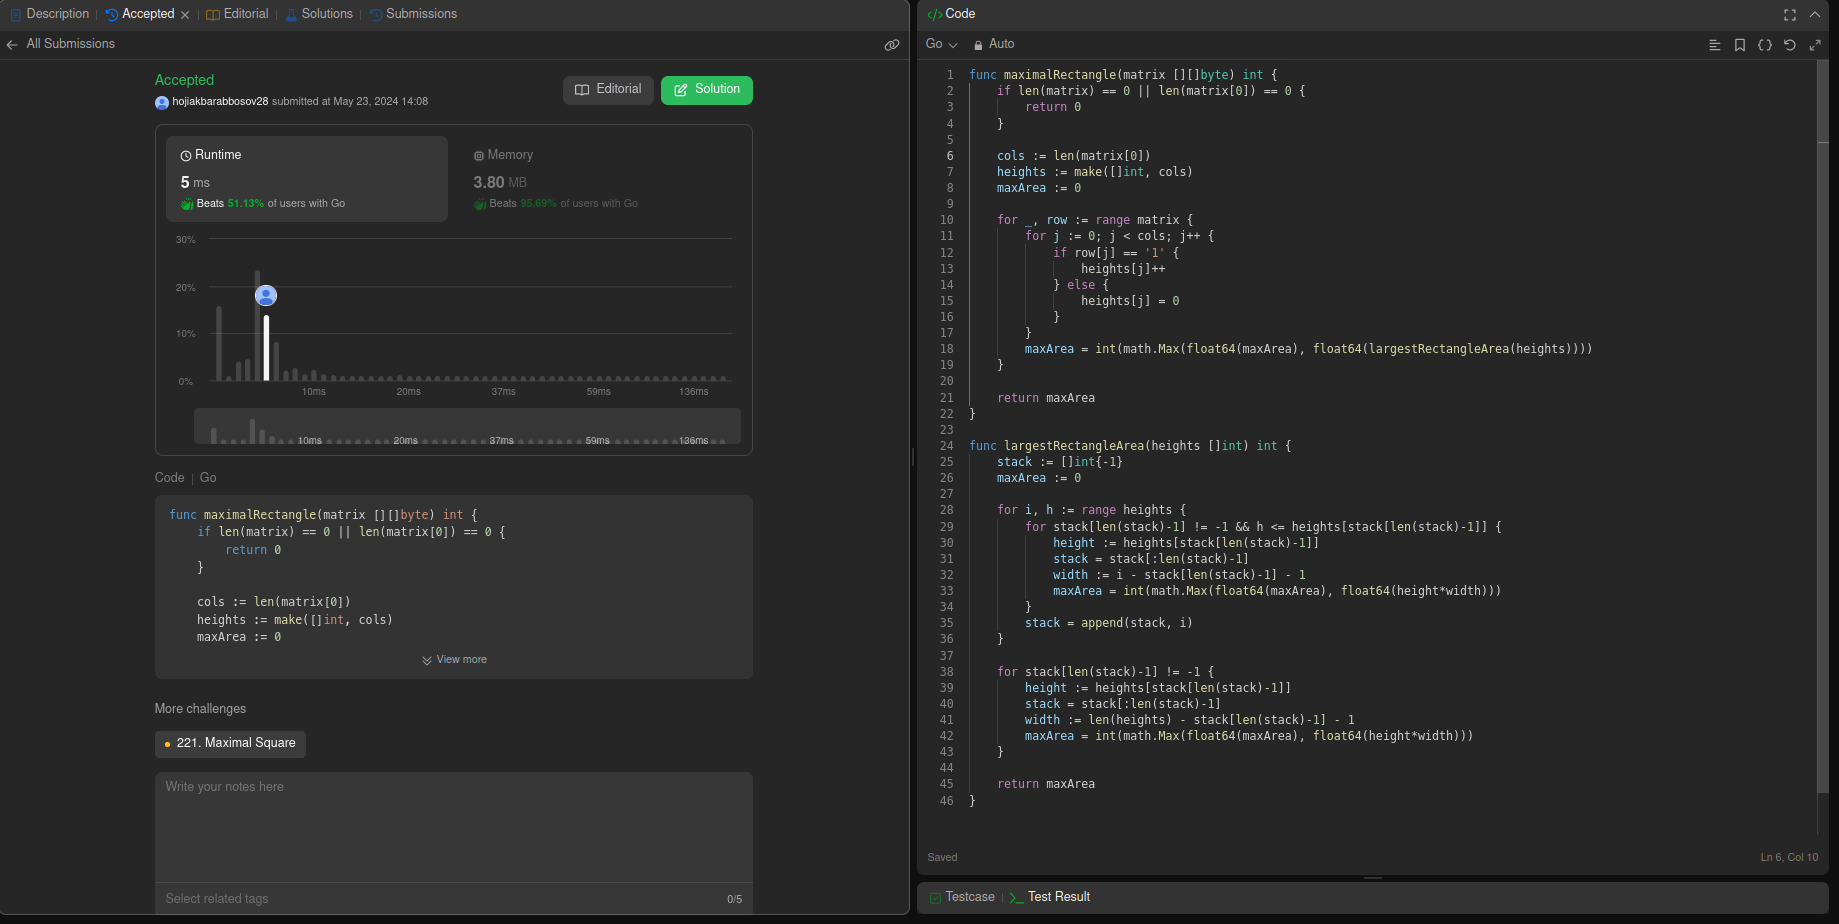 Description | Accepted × | Editorial | Solutions | Submissions
All Submissions
Accepted
hojiakbarabbosov28 submitted at May 23, 2024 14:08
Editorial
Solution
Runtime
5 ms
Beats 51.13% of users with Go
Memory
3.80 MB
Beats 95.69% of users with Go
30%
20%
10%
0%
10ms 20ms 37ms 59ms 136ms
10ms 20ms 37ms 59ms 136ms
Code | Go
func maximalRectangle(matrix [][]byte) int {
    if len(matrix) == 0 || len(matrix[0]) == 0 {
        return 0
    }

    cols := len(matrix[0])
    heights := make([]int, cols)
    maxArea := 0
View more
More challenges
221. Maximal Square
Write your notes here
Select related tags
0/5
</> Code
Go Auto
1 func maximalRectangle(matrix [][]byte) int {
2     if len(matrix) == 0 || len(matrix[0]) == 0 {
3         return 0
4     }
5
6     cols := len(matrix[0])
7     heights := make([]int, cols)
8     maxArea := 0
9
10     for _, row := range matrix {
11         for j := 0; j < cols; j++ {
12             if row[j] == '1' {
13                 heights[j]++
14             } else {
15                 heights[j] = 0
16             }
17         }
18         maxArea = int(math.Max(float64(maxArea), float64(largestRectangleArea(heights))))
19     }
20
21     return maxArea
22 }
23
24 func largestRectangleArea(heights []int) int {
25     stack := []int{-1}
26     maxArea := 0
27
28     for i, h := range heights {
29         for stack[len(stack)-1] != -1 && h <= heights[stack[len(stack)-1]] {
30             height := heights[stack[len(stack)-1]]
31             stack = stack[:len(stack)-1]
32             width := i - stack[len(stack)-1] - 1
33             maxArea = int(math.Max(float64(maxArea), float64(height*width)))
34         }
35         stack = append(stack, i)
36     }
37
38     for stack[len(stack)-1] != -1 {
39         height := heights[stack[len(stack)-1]]
40         stack = stack[:len(stack)-1]
41         width := len(heights) - stack[len(stack)-1] - 1
42         maxArea = int(math.Max(float64(maxArea), float64(height*width)))
43     }
44
45     return maxArea
46 }
Saved
Ln 6, Col 10
Testcase | Test Result